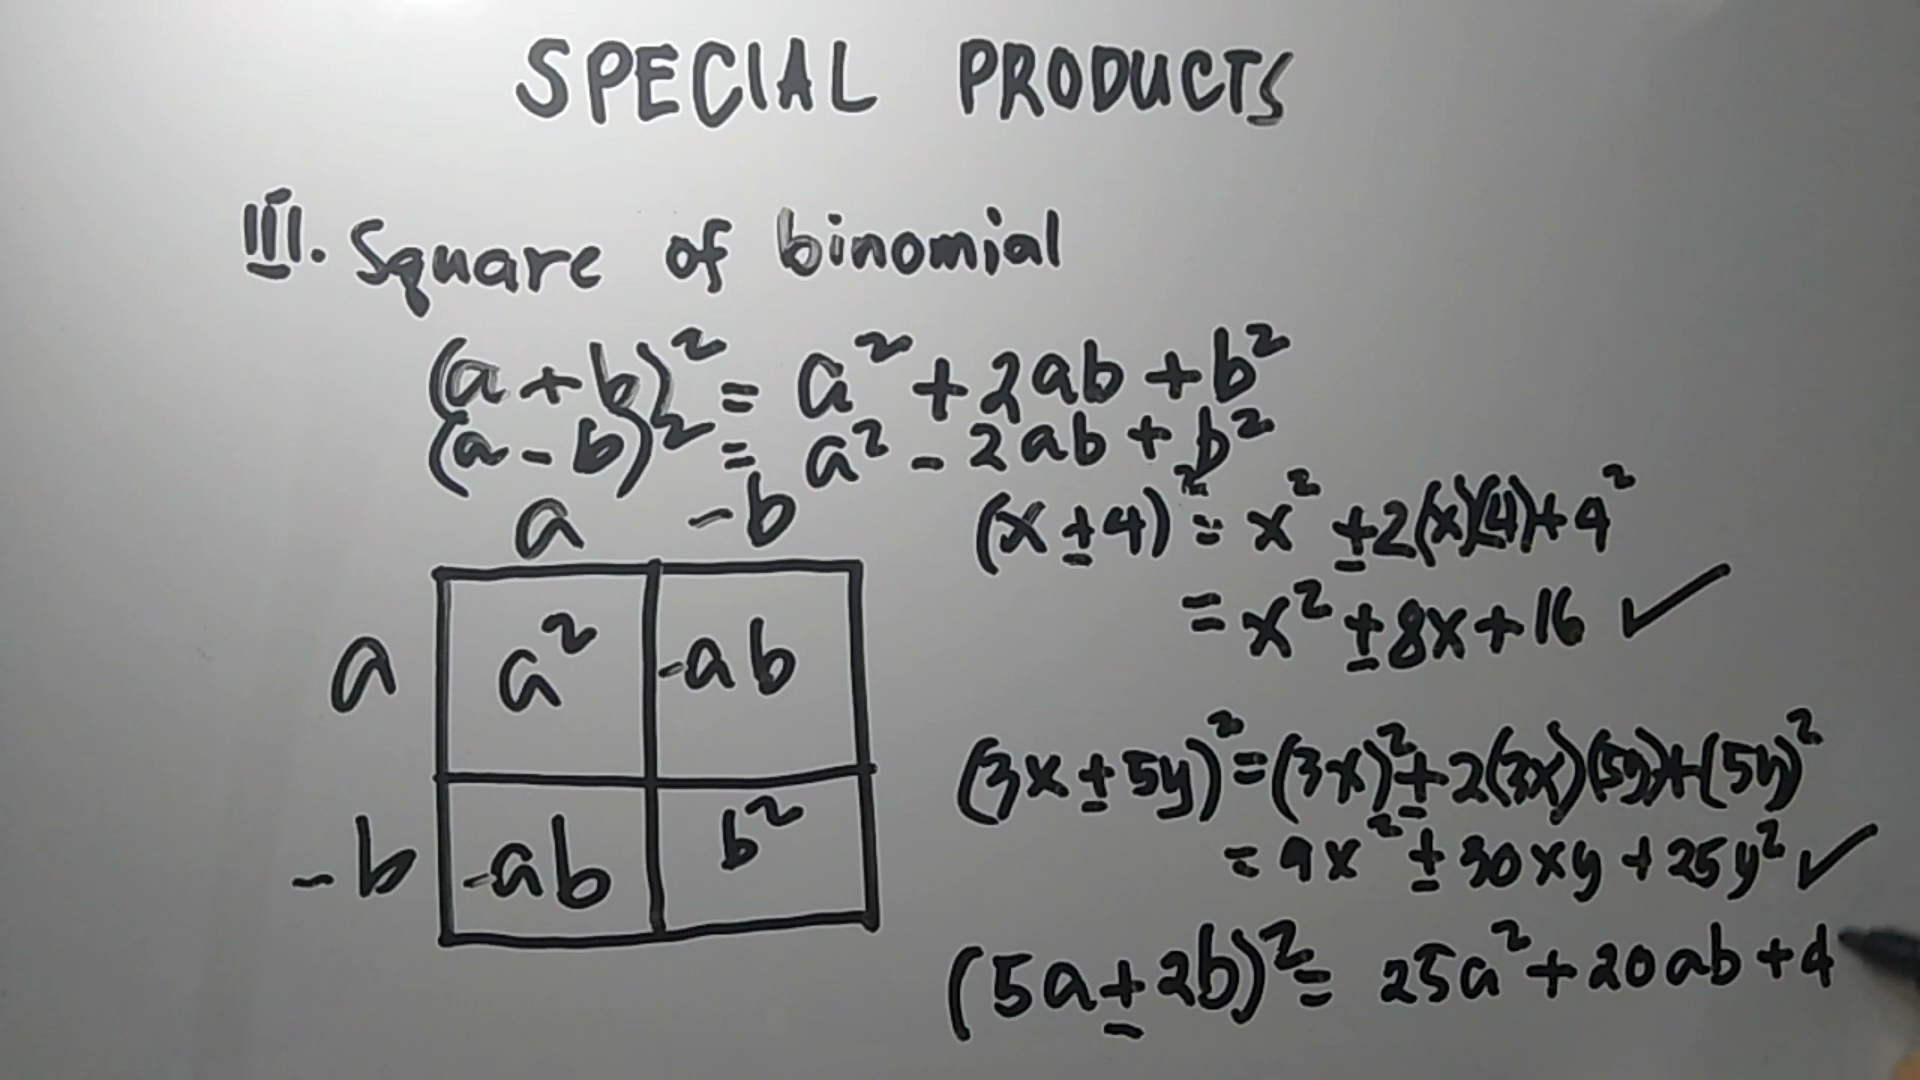 SPECIAL PRODUCTS
III. Square of binomial
(a + b)² = a² + 2ab + b²
(a - b)² = a² - 2ab + b²
a -b
a a² -ab
-b -ab b²
(x ± 4)² = x² ± 2(x)(4) + 4²
= x² ± 8x + 16 ✓
(3x ± 5y)² = (3x)² ± 2(3x)(5y) + (5y)²
= 9x² ± 30xy + 25y² ✓
(5a ± 2b)² = 25a² + 20ab + 4